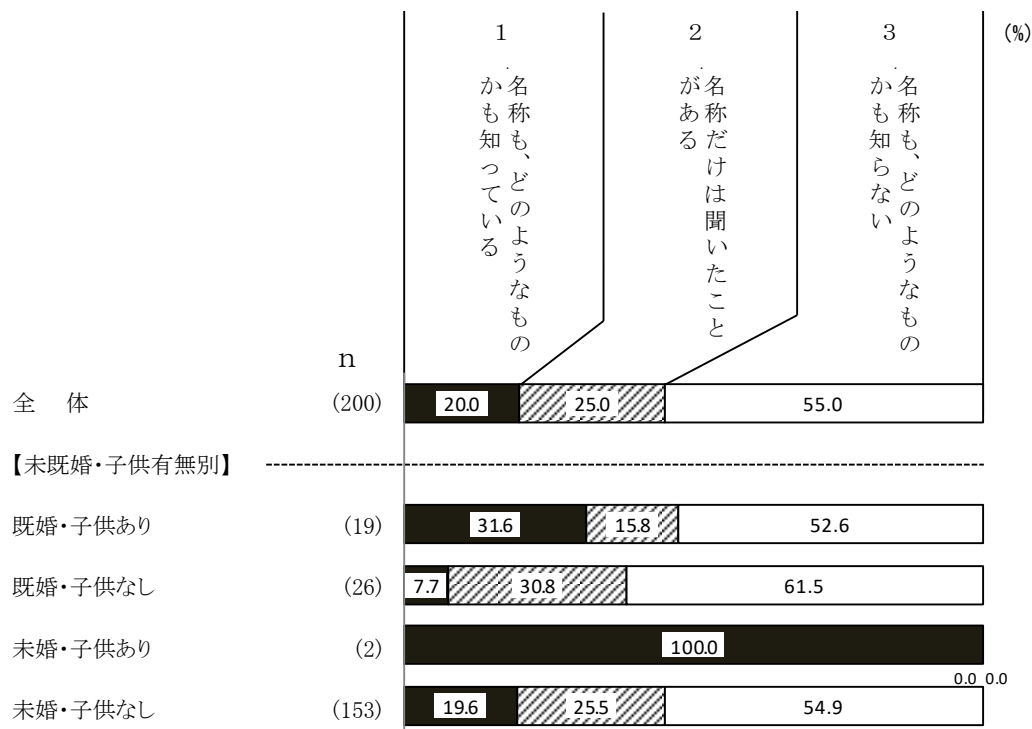 (%)
1.名称も、どのようなもの
かも知っている
2.名称だけは聞いたこと
がある
3.名称も、どのようなもの
かも知らない
n
全 体 (200) 20.0 25.0 55.0
【未既婚・子供有無別】
既婚・子供あり (19) 31.6 15.8 52.6
既婚・子供なし (26) 7.7 30.8 61.5
未婚・子供あり (2) 100.0
0.0 0.0
未婚・子供なし (153) 19.6 25.5 54.9